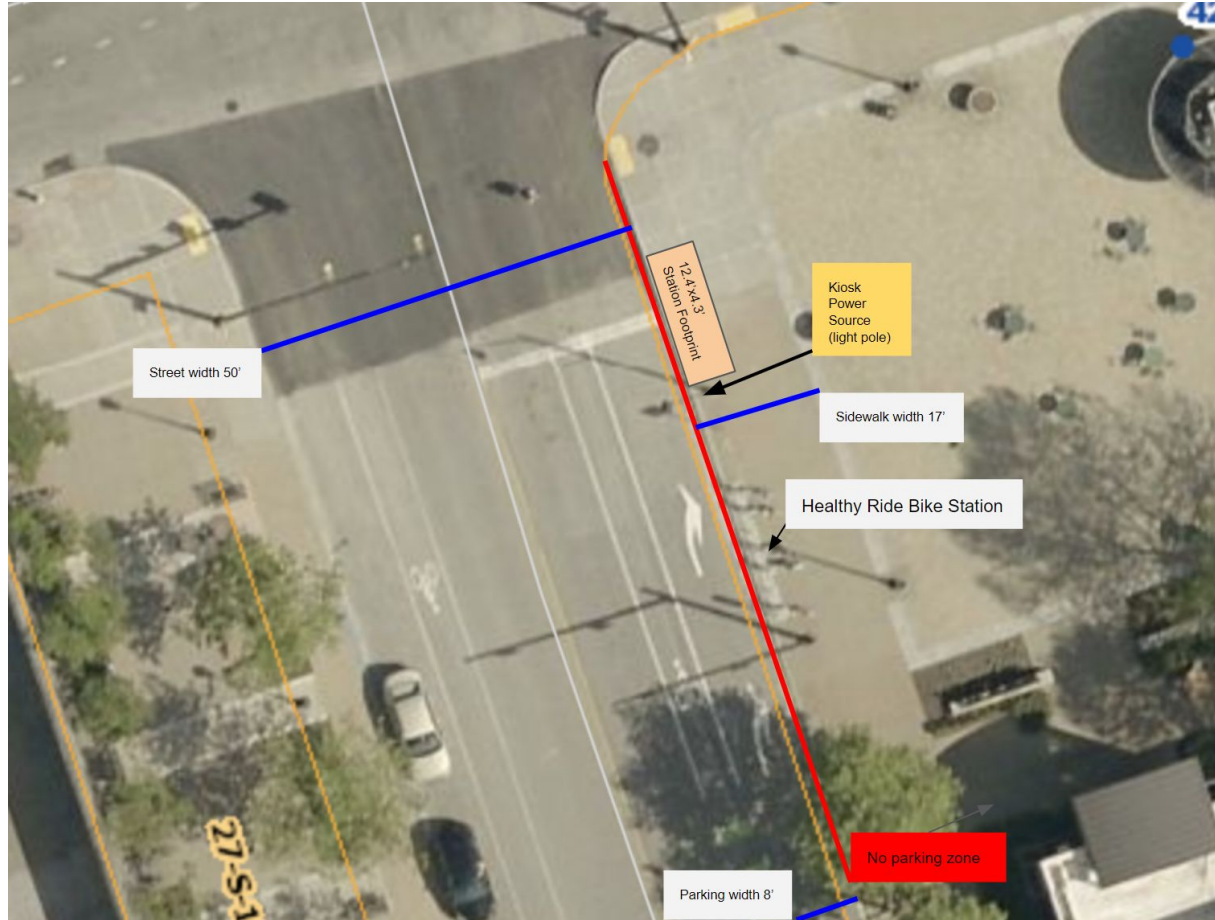 42
12.4'x4.3'
Station Footprint
Kiosk
Power
Source
(light pole)
Street width 50'
Sidewalk width 17'
Healthy Ride Bike Station
27-S-1
No parking zone
Parking width 8'